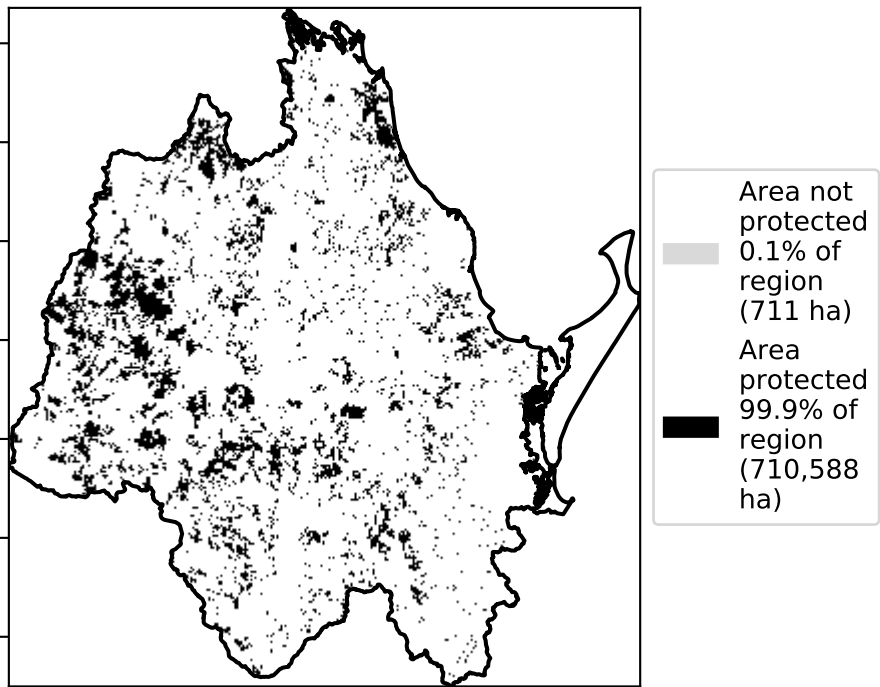 Area not
protected
0.1% of
region
(711 ha)
Area
protected
99.9% of
region
(710,588
ha)